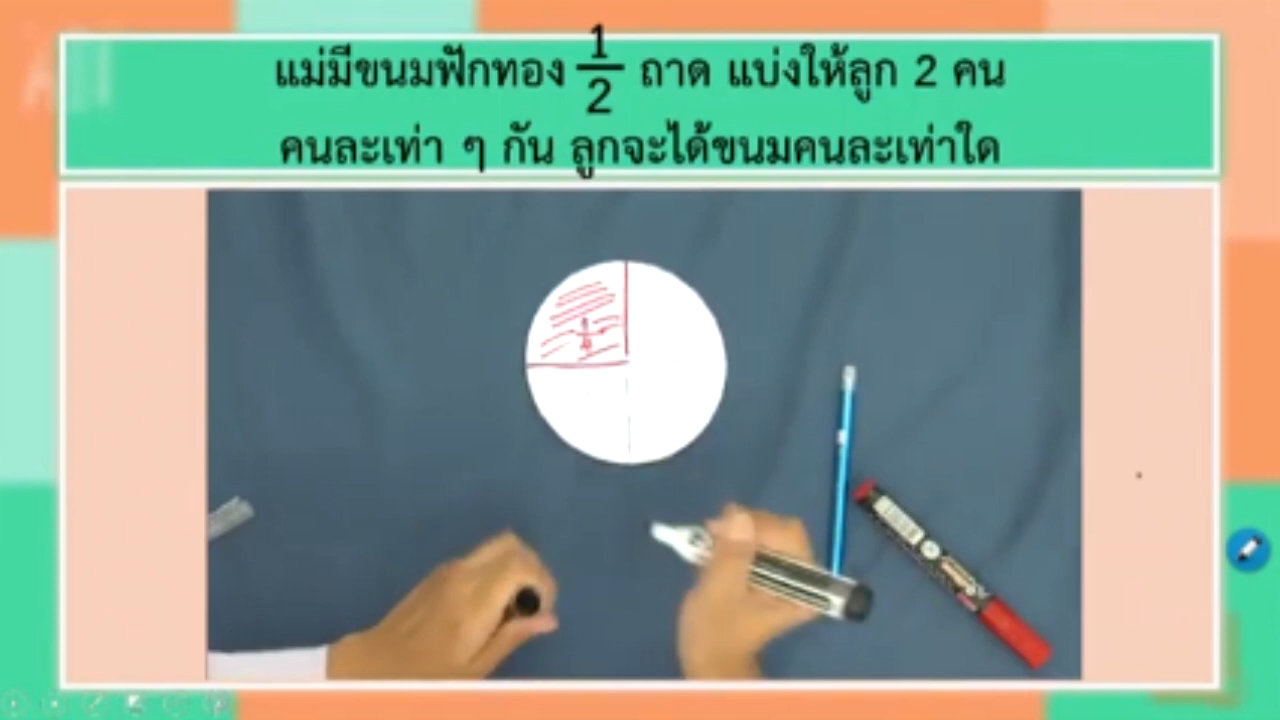 แม่มีขนมฟักทอง 1/2 ถาด แบ่งให้ลูก 2 คน
คนละเท่า ๆ กัน ลูกจะได้ขนมคนละเท่าใด
1/4